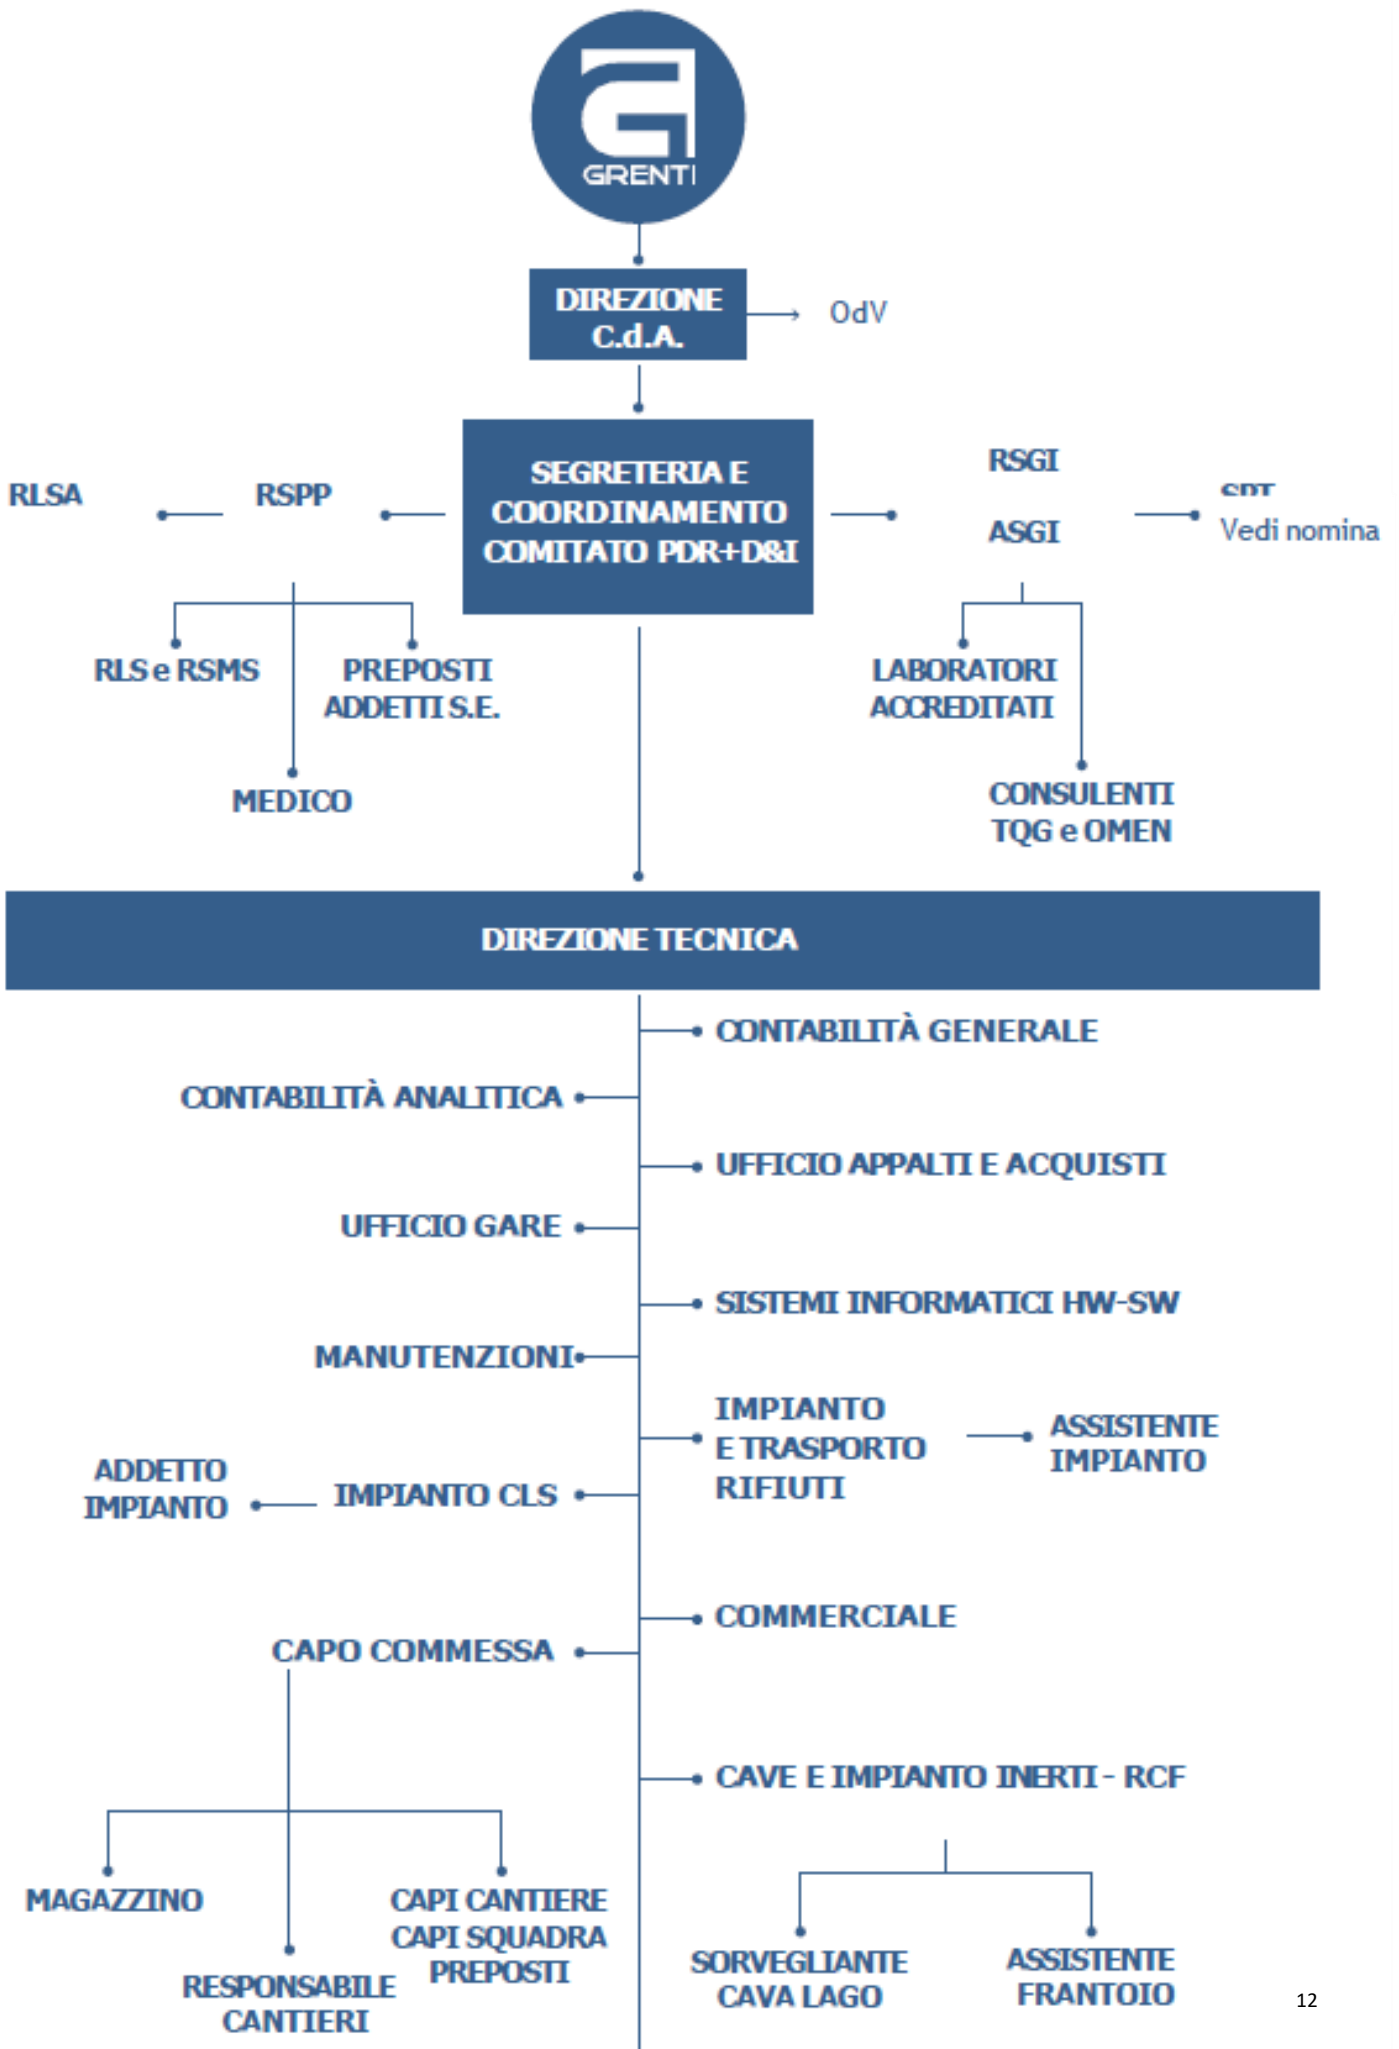 GRENTI
DIREZIONE
C.d.A.
OdV
SEGRETERIA E
COORDINAMENTO
COMITATO PDR+D&I
RLSA
RSPP
RSGI
ASGI
Vedi nomina
RLS e RSMS
PREPOSTI
ADDETTI S.E.
MEDICO
LABORATORI
ACCREDITATI
CONSULENTI
TQG e OMEN
DIREZIONE TECNICA
CONTABILITÀ GENERALE
CONTABILITÀ ANALITICA
UFFICIO APPALTI E ACQUISTI
UFFICIO GARE
SISTEMI INFORMATICI HW-SW
MANUTENZIONI
IMPIANTO
E TRASPORTO
RIFIUTI
ASSISTENTE
IMPIANTO
ADDETTO
IMPIANTO
IMPIANTO CLS
COMMERCIALE
CAPO COMMESSA
CAVE E IMPIANTO INERTI - RCF
MAGAZZINO
CAPI CANTIERE
CAPI SQUADRA
PREPOSTI
RESPONSABILE
CANTIERI
SORVEGLIANTE
CAVA LAGO
ASSISTENTE
FRANTOIO
12